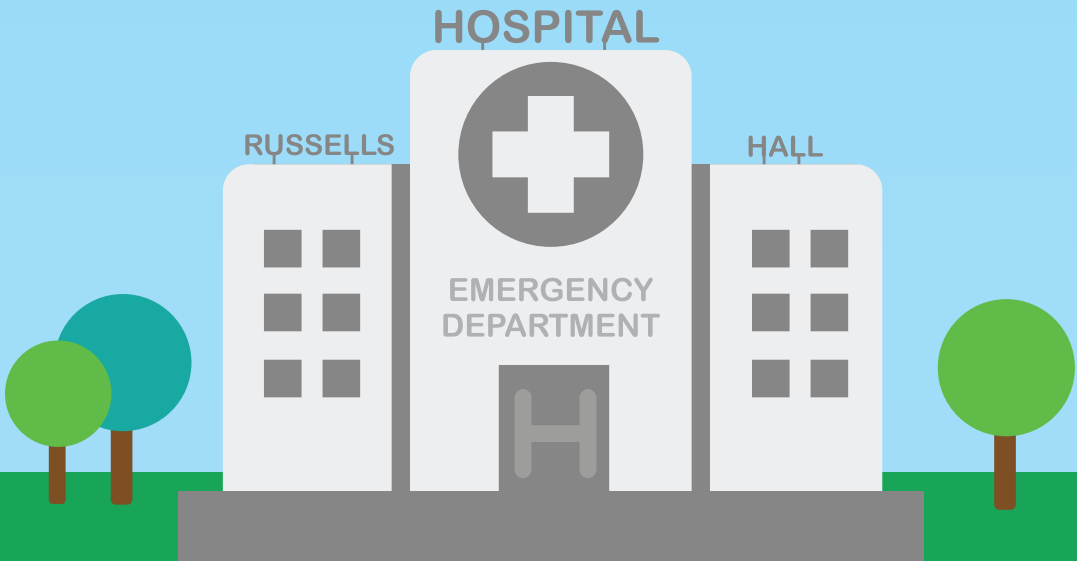 HOSPITAL
RUSSELLS HALL
EMERGENCY
DEPARTMENT
H